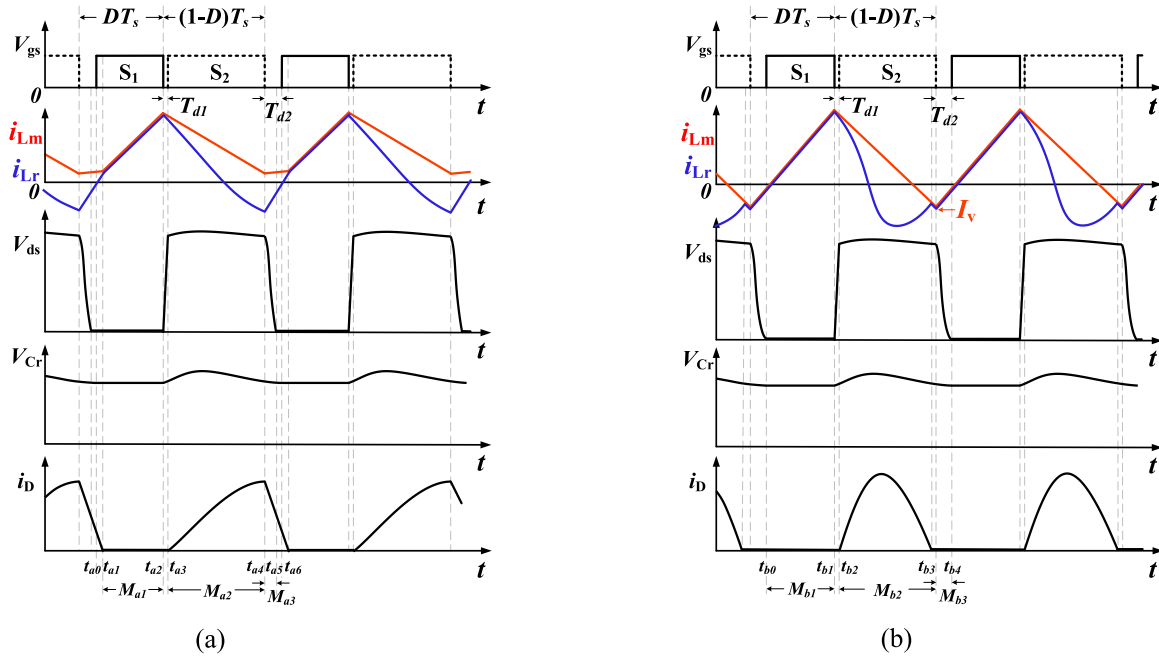 DTs (1-D)Ts
Vgs
S1 S2
0
t
Td1 Td2
iLm
iLr
0
t
Vds
t
VCr
t
iD
t
ta0 ta1 ta2 ta3 ta4 ta5 ta6
Ma1 Ma2 Ma3
(a)
DTs (1-D)Ts
Vgs
S1 S2
0
t
Td1 Td2
iLm
iLr
0
Iv
t
Vds
t
VCr
t
iD
t
tb0 tb1 tb2 tb3 tb4
Mb1 Mb2 Mb3
(b)